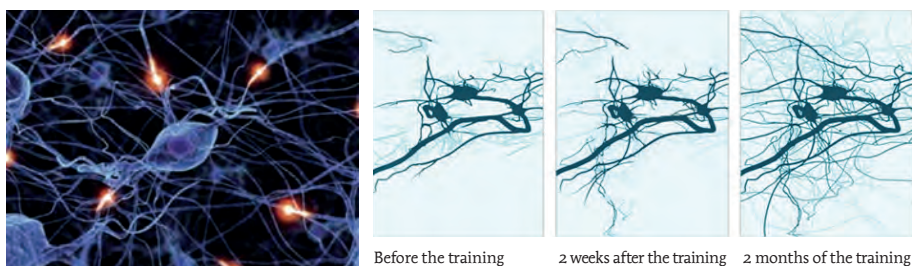 Before the training
2 weeks after the training
2 months of the training